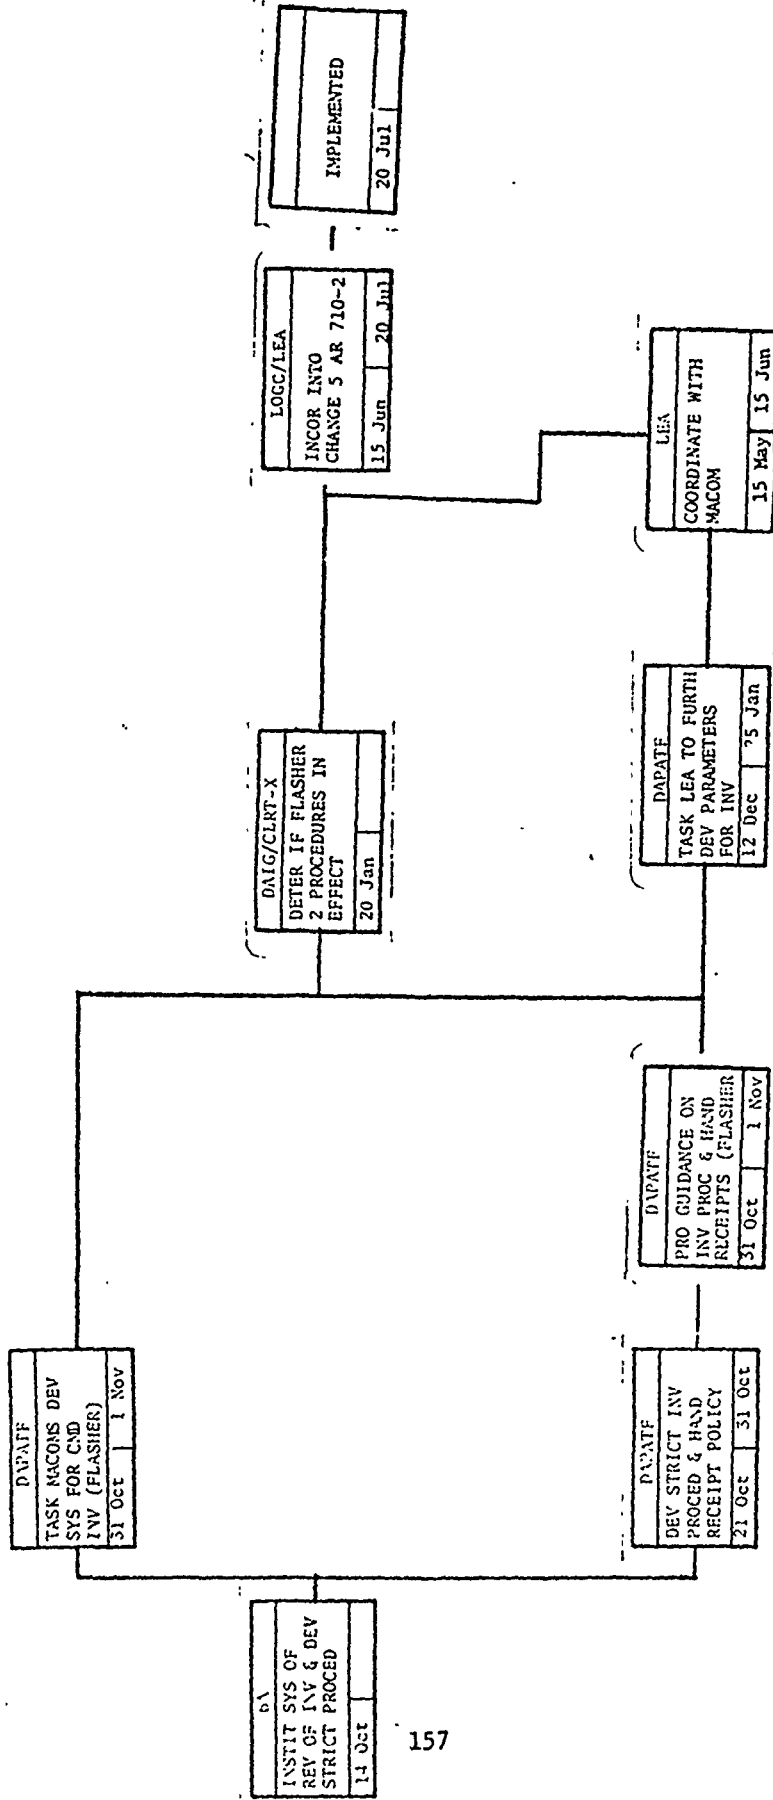 DA
INSTIT SYS OF
REV OF INV & DEV
STRICT PROCED
14 Oct
DAPATF
TASK MACOMS DEV
SYS FOR CMD
INV (FLASHER)
31 Oct 1 Nov
DAPATF
DEV STRICT INV
PROCED & HAND
RECEIPT POLICY
21 Oct 31 Oct
DAPATF
PRO GUIDANCE ON
INV PROC & HAND
RECEIPTS (FLASHER
31 Oct 1 Nov
DAIG/CLRT-X
DETER IF FLASHER
2 PROCEDURES IN
EFFECT
20 Jan
DAPATF
TASK LEA TO FURTH
DEV PARAMETERS
FOR INV
12 Dec 25 Jan
LEA
COORDINATE WITH
MACOM
15 May 15 Jun
LOGC/LEA
INCOR INTO
CHANGE 5 AR 710-2
15 Jun 20 Jul
IMPLEMENTED
20 Jul
157